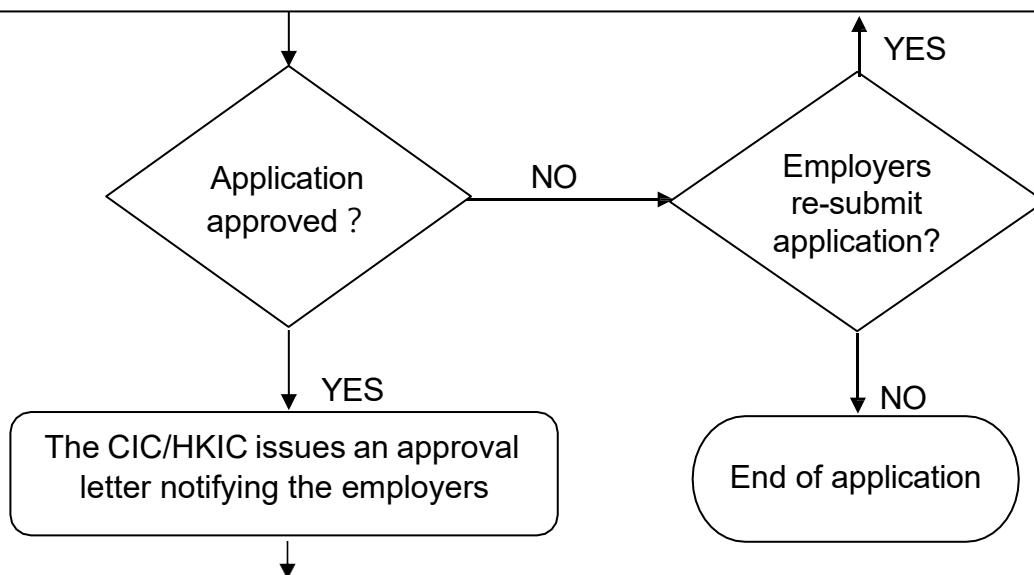 YES
Application
approved？
NO
Employers
re-submit
application?
YES
NO
The CIC/HKIC issues an approval
letter notifying the employers
End of application